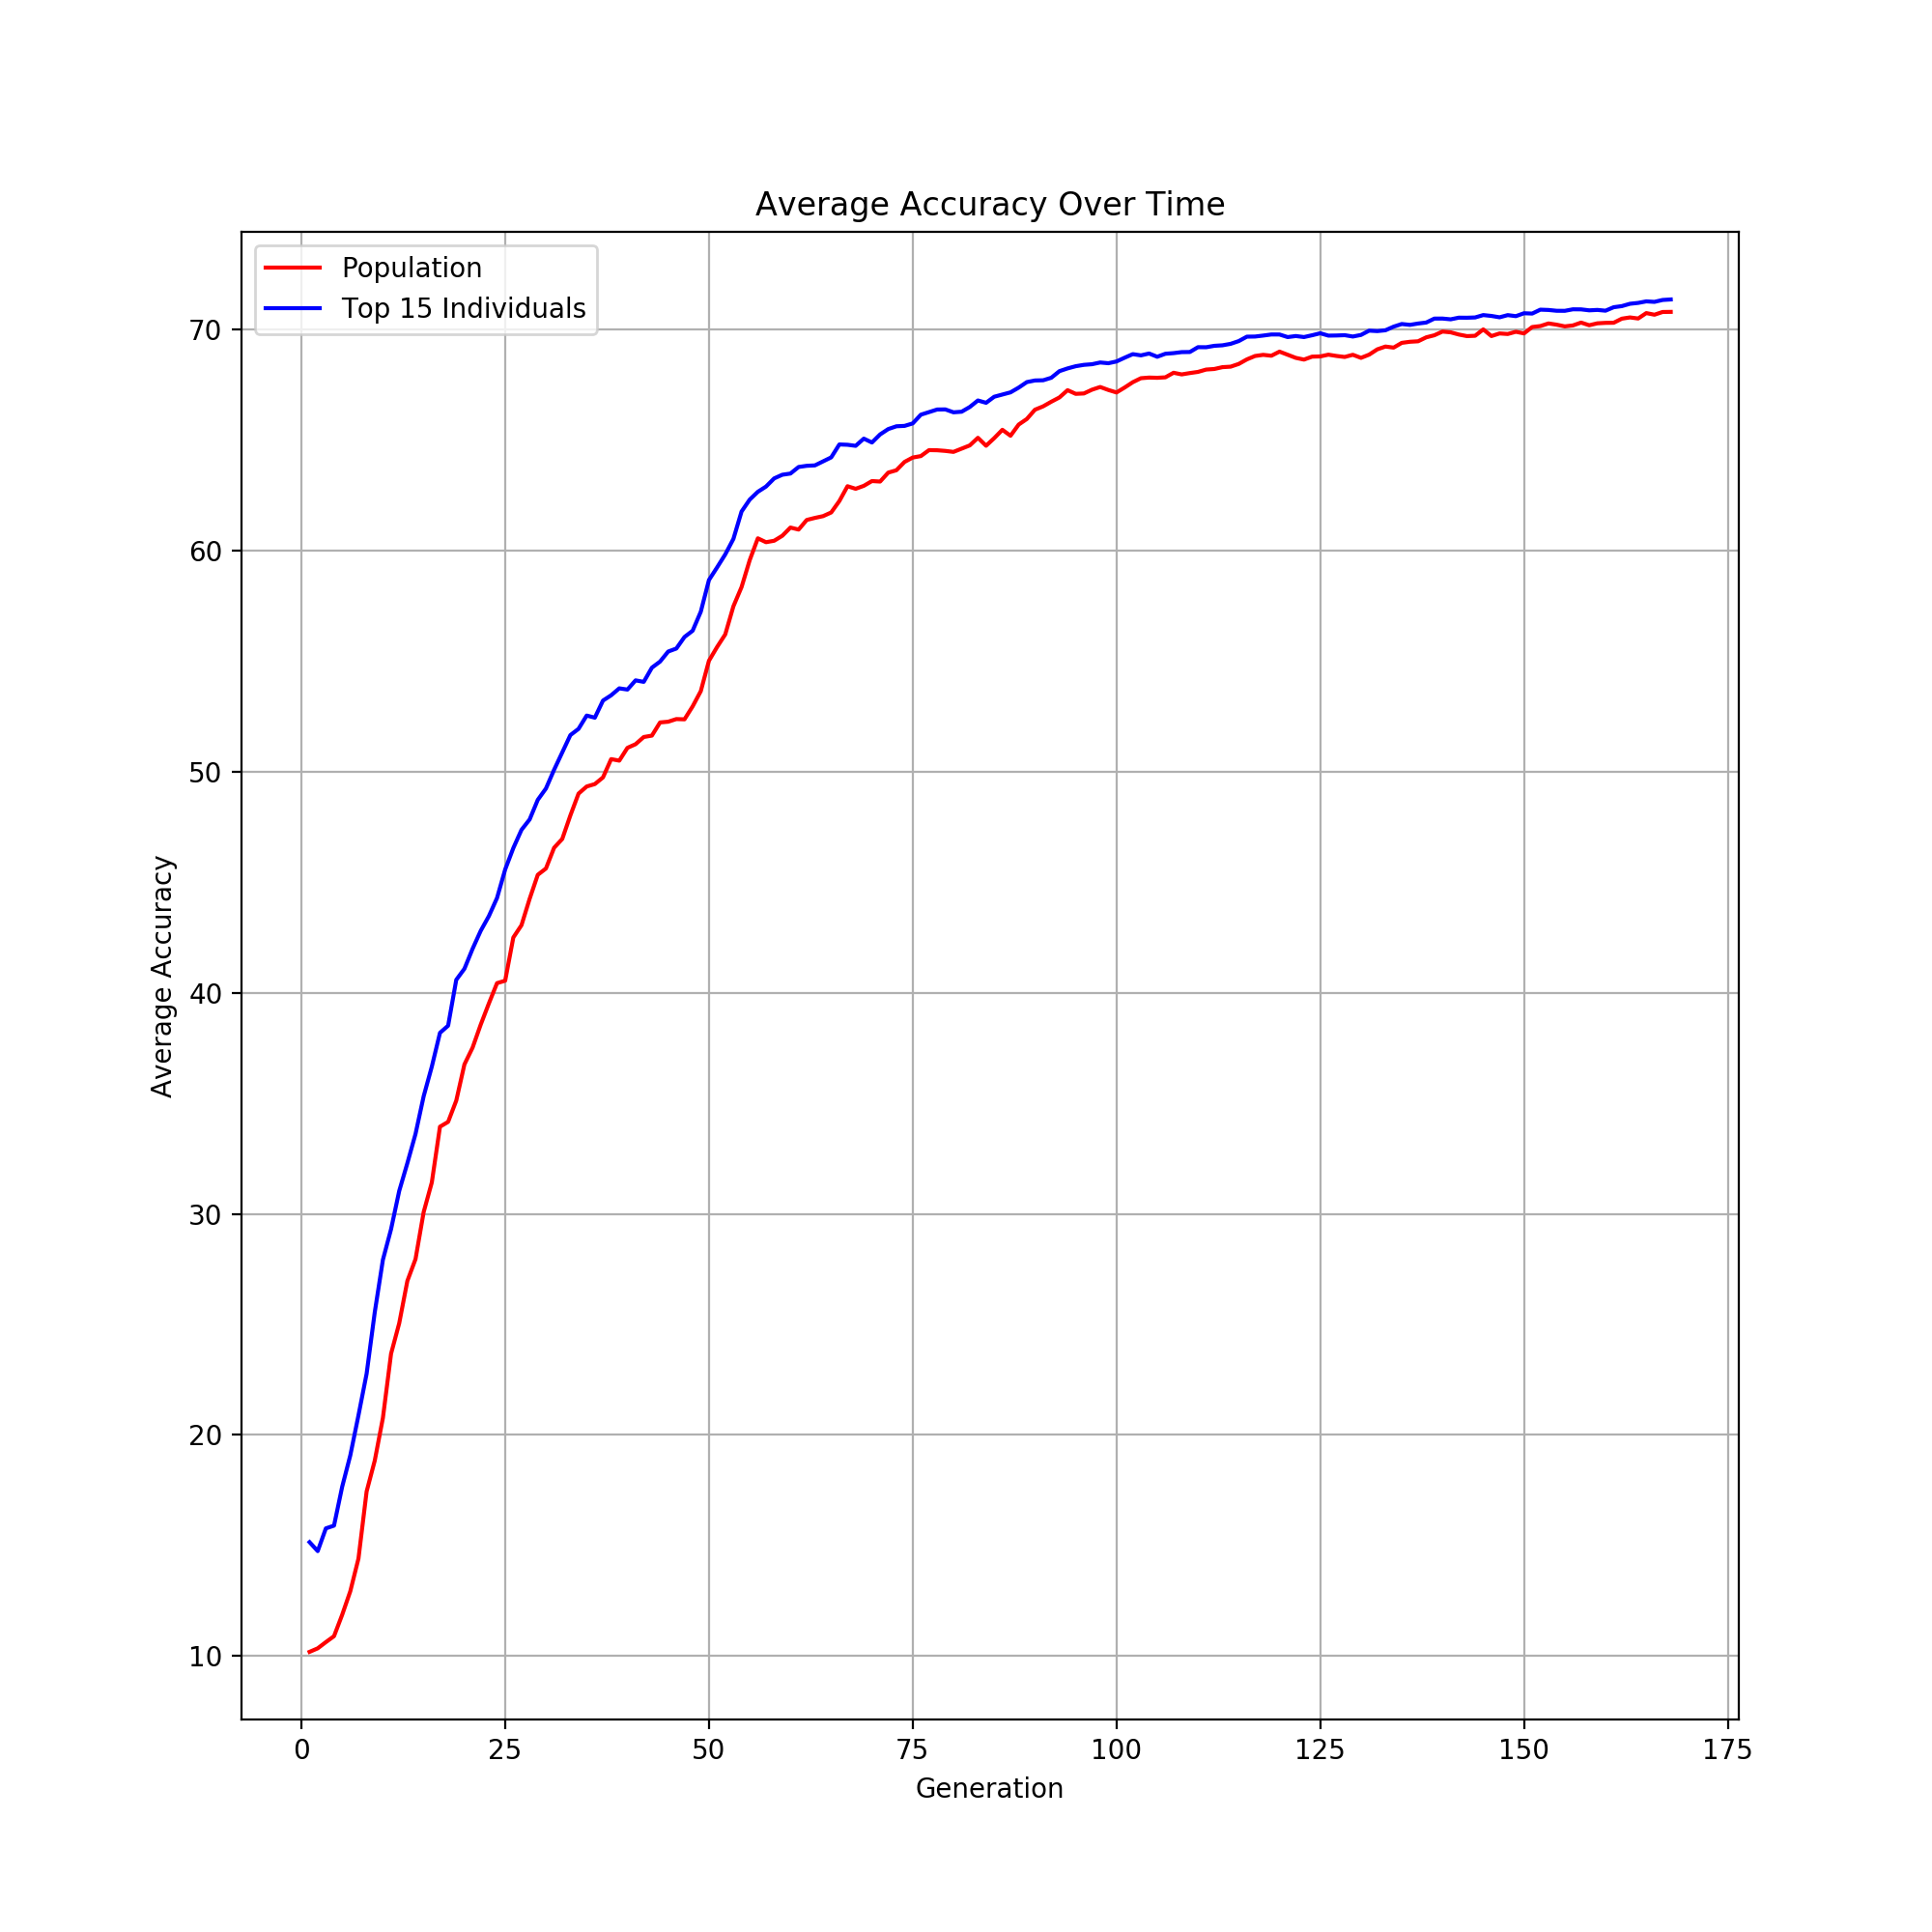 Average Accuracy Over Time
Population
Top 15 Individuals
70
60
50
40
30
20
10
Average Accuracy
0 25 50 75 100 125 150 175
Generation